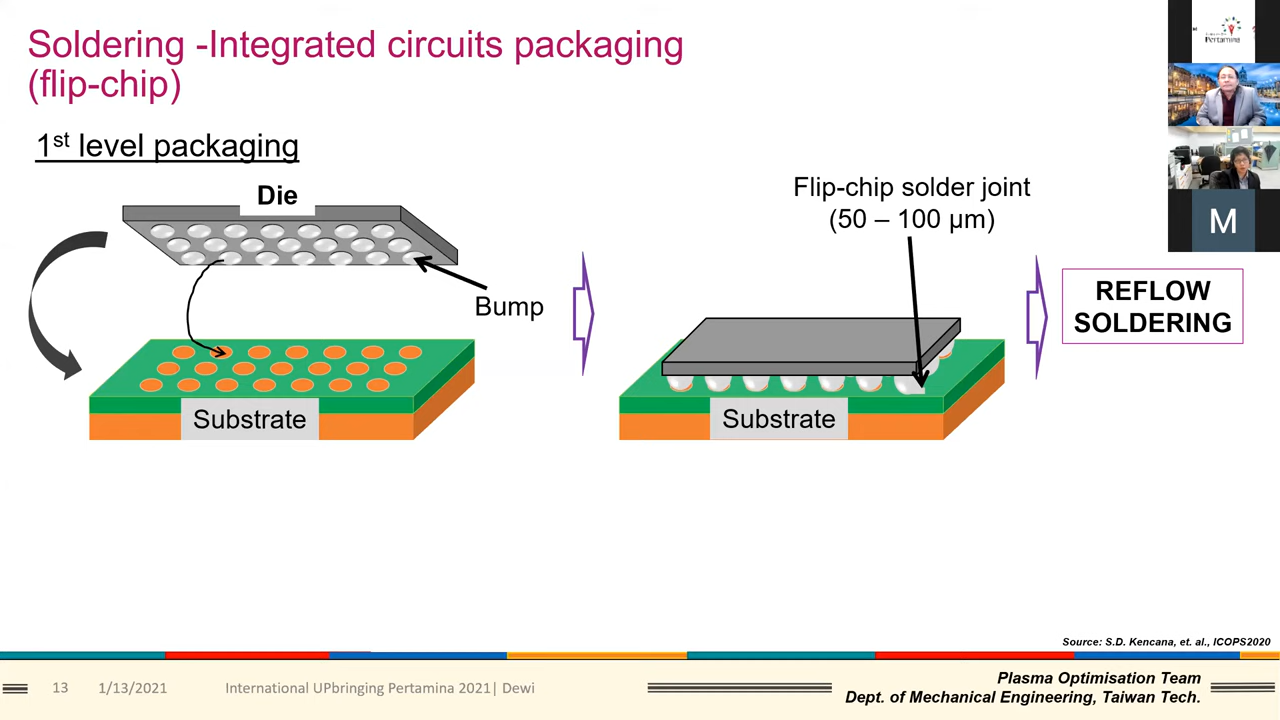 Soldering -Integrated circuits packaging
(flip-chip)
1st level packaging
Die
Bump
Substrate
Flip-chip solder joint
(50 – 100 µm)
Substrate
REFLOW
SOLDERING
Pertamina
M
Source: S.D. Kencana, et. al., ICOPS2020
13
1/13/2021
International UPbringing Pertamina 2021| Dewi
Plasma Optimisation Team
Dept. of Mechanical Engineering, Taiwan Tech.